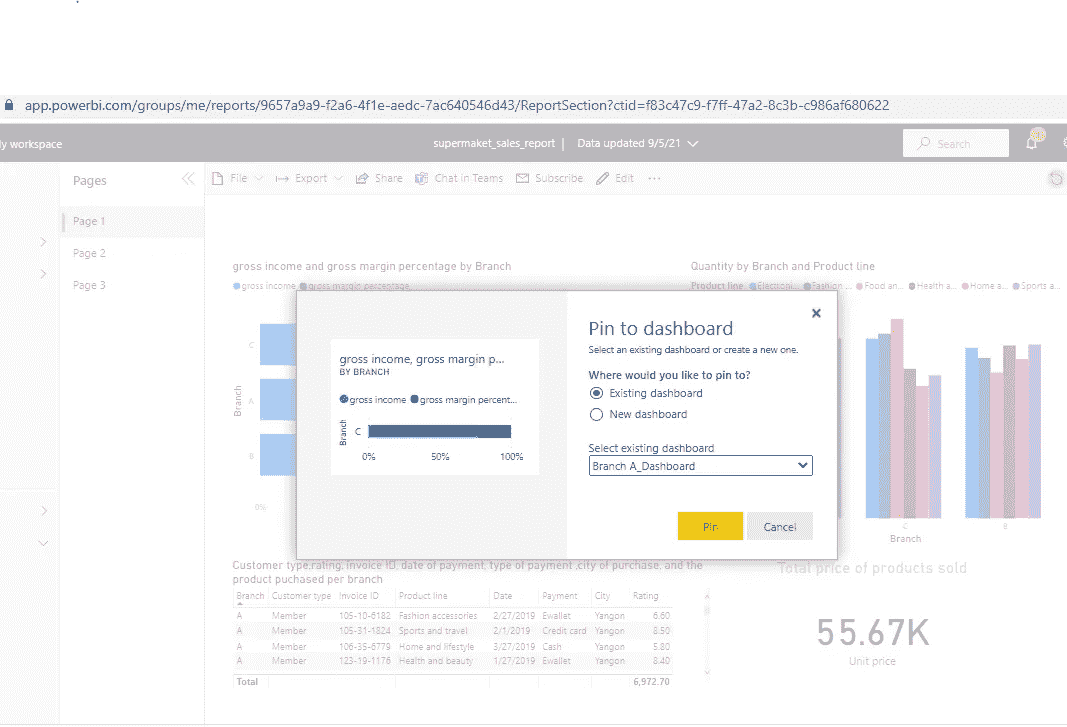 app.powerbi.com/groups/me/reports/9657a9a9-f2a6-4f1e-aedc-7ac640546d43/ReportSection?ctid=f83c47c9-f7ff-47a2-8c3b-c986af680622
ly workspace
supermaket_sales_report | Data updated 9/5/21
Search
Pages
File Export Share Chat in Teams Subscribe Edit ...
Page 1
Page 2
Page 3
gross income and gross margin percentage by Branch
gross income gross margin percentage
Branch
C
A
B
0%
Quantity by Branch and Product line
Product line Electroni... Fashion ... Food an... Health a... Home a... Sports a...
C
B
Branch
gross income, gross margin p...
BY BRANCH
gross income gross margin percent...
Branch
C
0% 50% 100%
Pin to dashboard
Select an existing dashboard or create a new one.
Where would you like to pin to?
Existing dashboard
New dashboard
Select existing dashboard
Branch A_Dashboard
Pin Cancel
Customer type,rating, invoice ID, date of payment, type of payment ,city of purchase, and the
product puchased per branch
Branch Customer type Invoice ID Product line Date Payment City Rating
A Member 105-10-6182 Fashion accessories 2/27/2019 Ewallet Yangon 6.60
A Member 105-31-1824 Sports and travel 2/1/2019 Credit card Yangon 8.50
A Member 106-35-6779 Home and lifestyle 3/27/2019 Cash Yangon 5.80
A Member 123-19-1176 Health and beauty 1/27/2019 Ewallet Yangon 8.40
Total 6,972.70
Total price of products sold
55.67K
Unit price